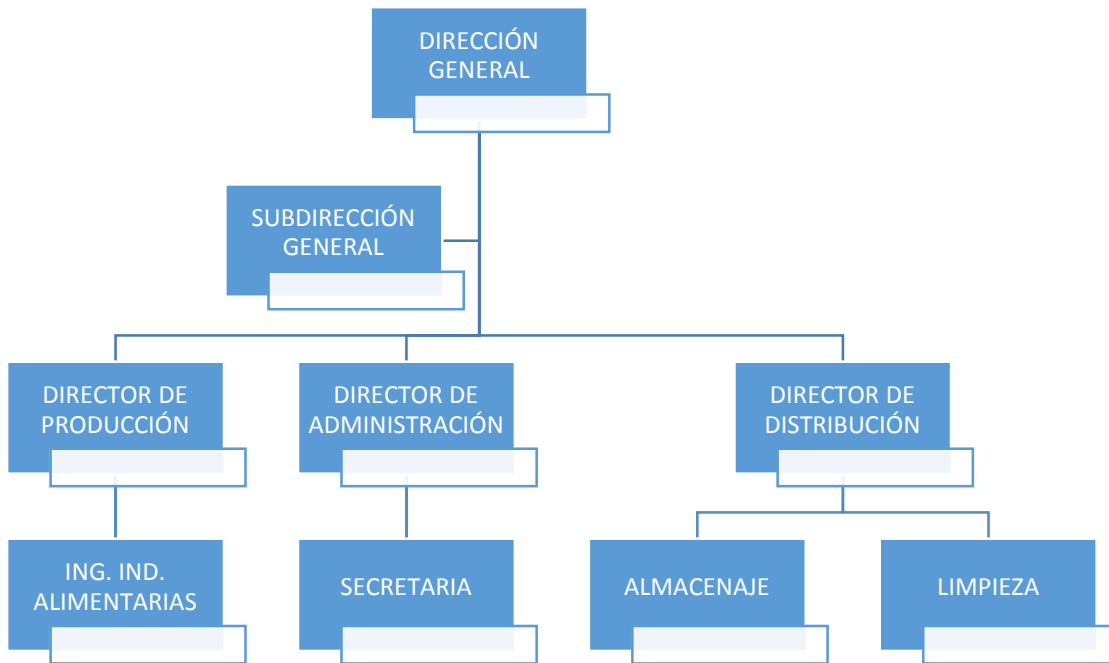 DIRECCIÓN
GENERAL
SUBDIRECCIÓN
GENERAL
DIRECTOR DE
PRODUCCIÓN
DIRECTOR DE
ADMINISTRACIÓN
DIRECTOR DE
DISTRIBUCIÓN
ING. IND.
ALIMENTARIAS
SECRETARIA
ALMACENAJE
LIMPIEZA